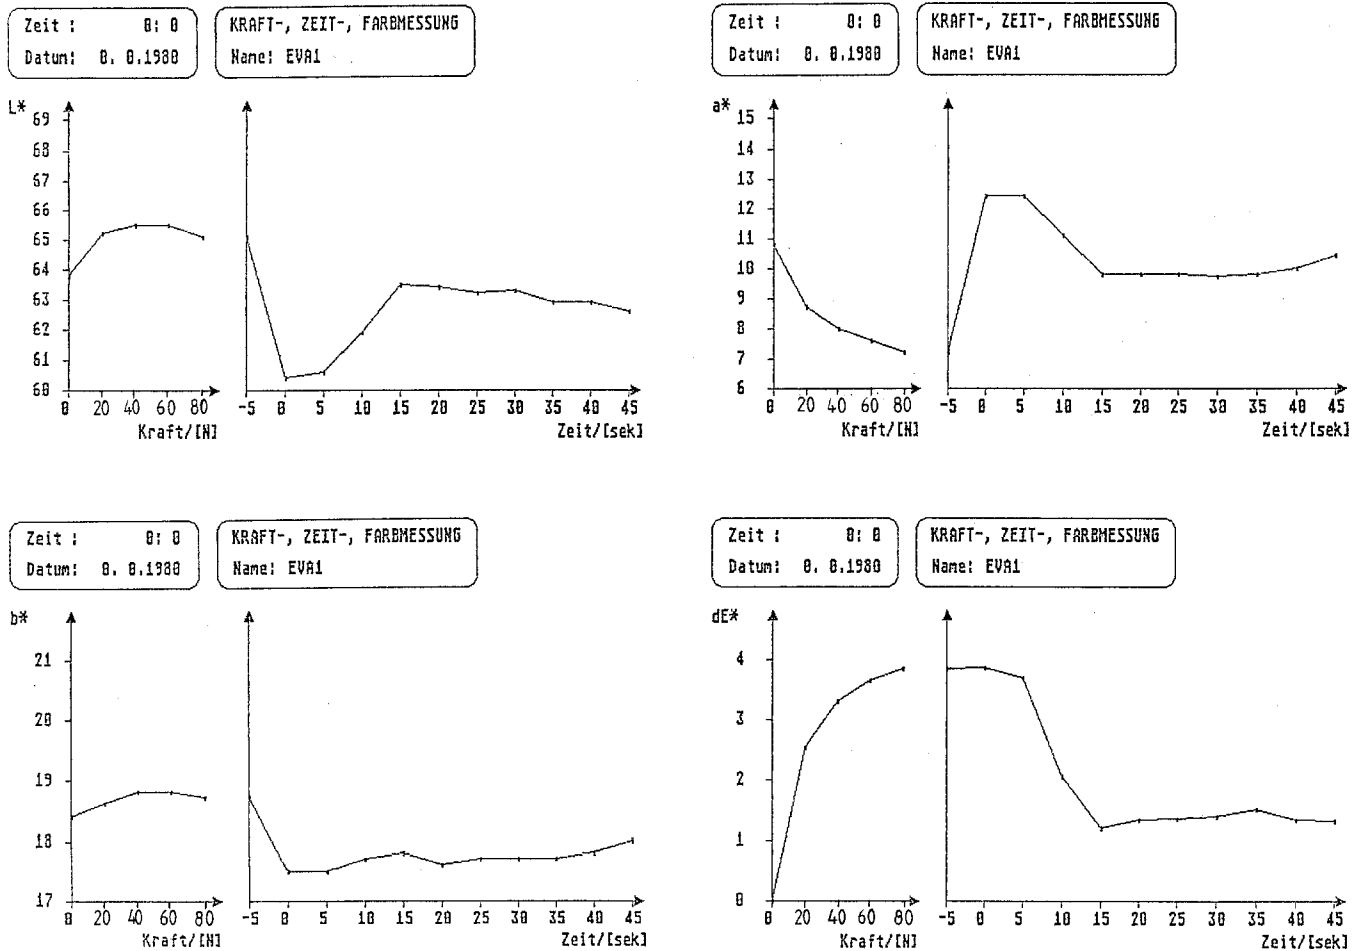 Zeit : 0: 0
Datum: 0. 0.1980
KRAFT-, ZEIT-, FARBMESSUNG
Name: EVA1
L*
69
68
67
66
65
64
63
62
61
60
0 20 40 60 80
Kraft/[N]
-5 0 5 10 15 20 25 30 35 40 45
Zeit/[sek]
Zeit : 0: 0
Datum: 0. 0.1980
KRAFT-, ZEIT-, FARBMESSUNG
Name: EVA1
a*
15
14
13
12
11
10
9
8
7
6
0 20 40 60 80
Kraft/[N]
-5 0 5 10 15 20 25 30 35 40 45
Zeit/[sek]
Zeit : 0: 0
Datum: 0. 0.1980
KRAFT-, ZEIT-, FARBMESSUNG
Name: EVA1
b*
21
20
19
18
17
0 20 40 60 80
Kraft/[N]
-5 0 5 10 15 20 25 30 35 40 45
Zeit/[sek]
Zeit : 0: 0
Datum: 0. 0.1980
KRAFT-, ZEIT-, FARBMESSUNG
Name: EVA1
dE*
4
3
2
1
0
0 20 40 60 80
Kraft/[N]
-5 0 5 10 15 20 25 30 35 40 45
Zeit/[sek]